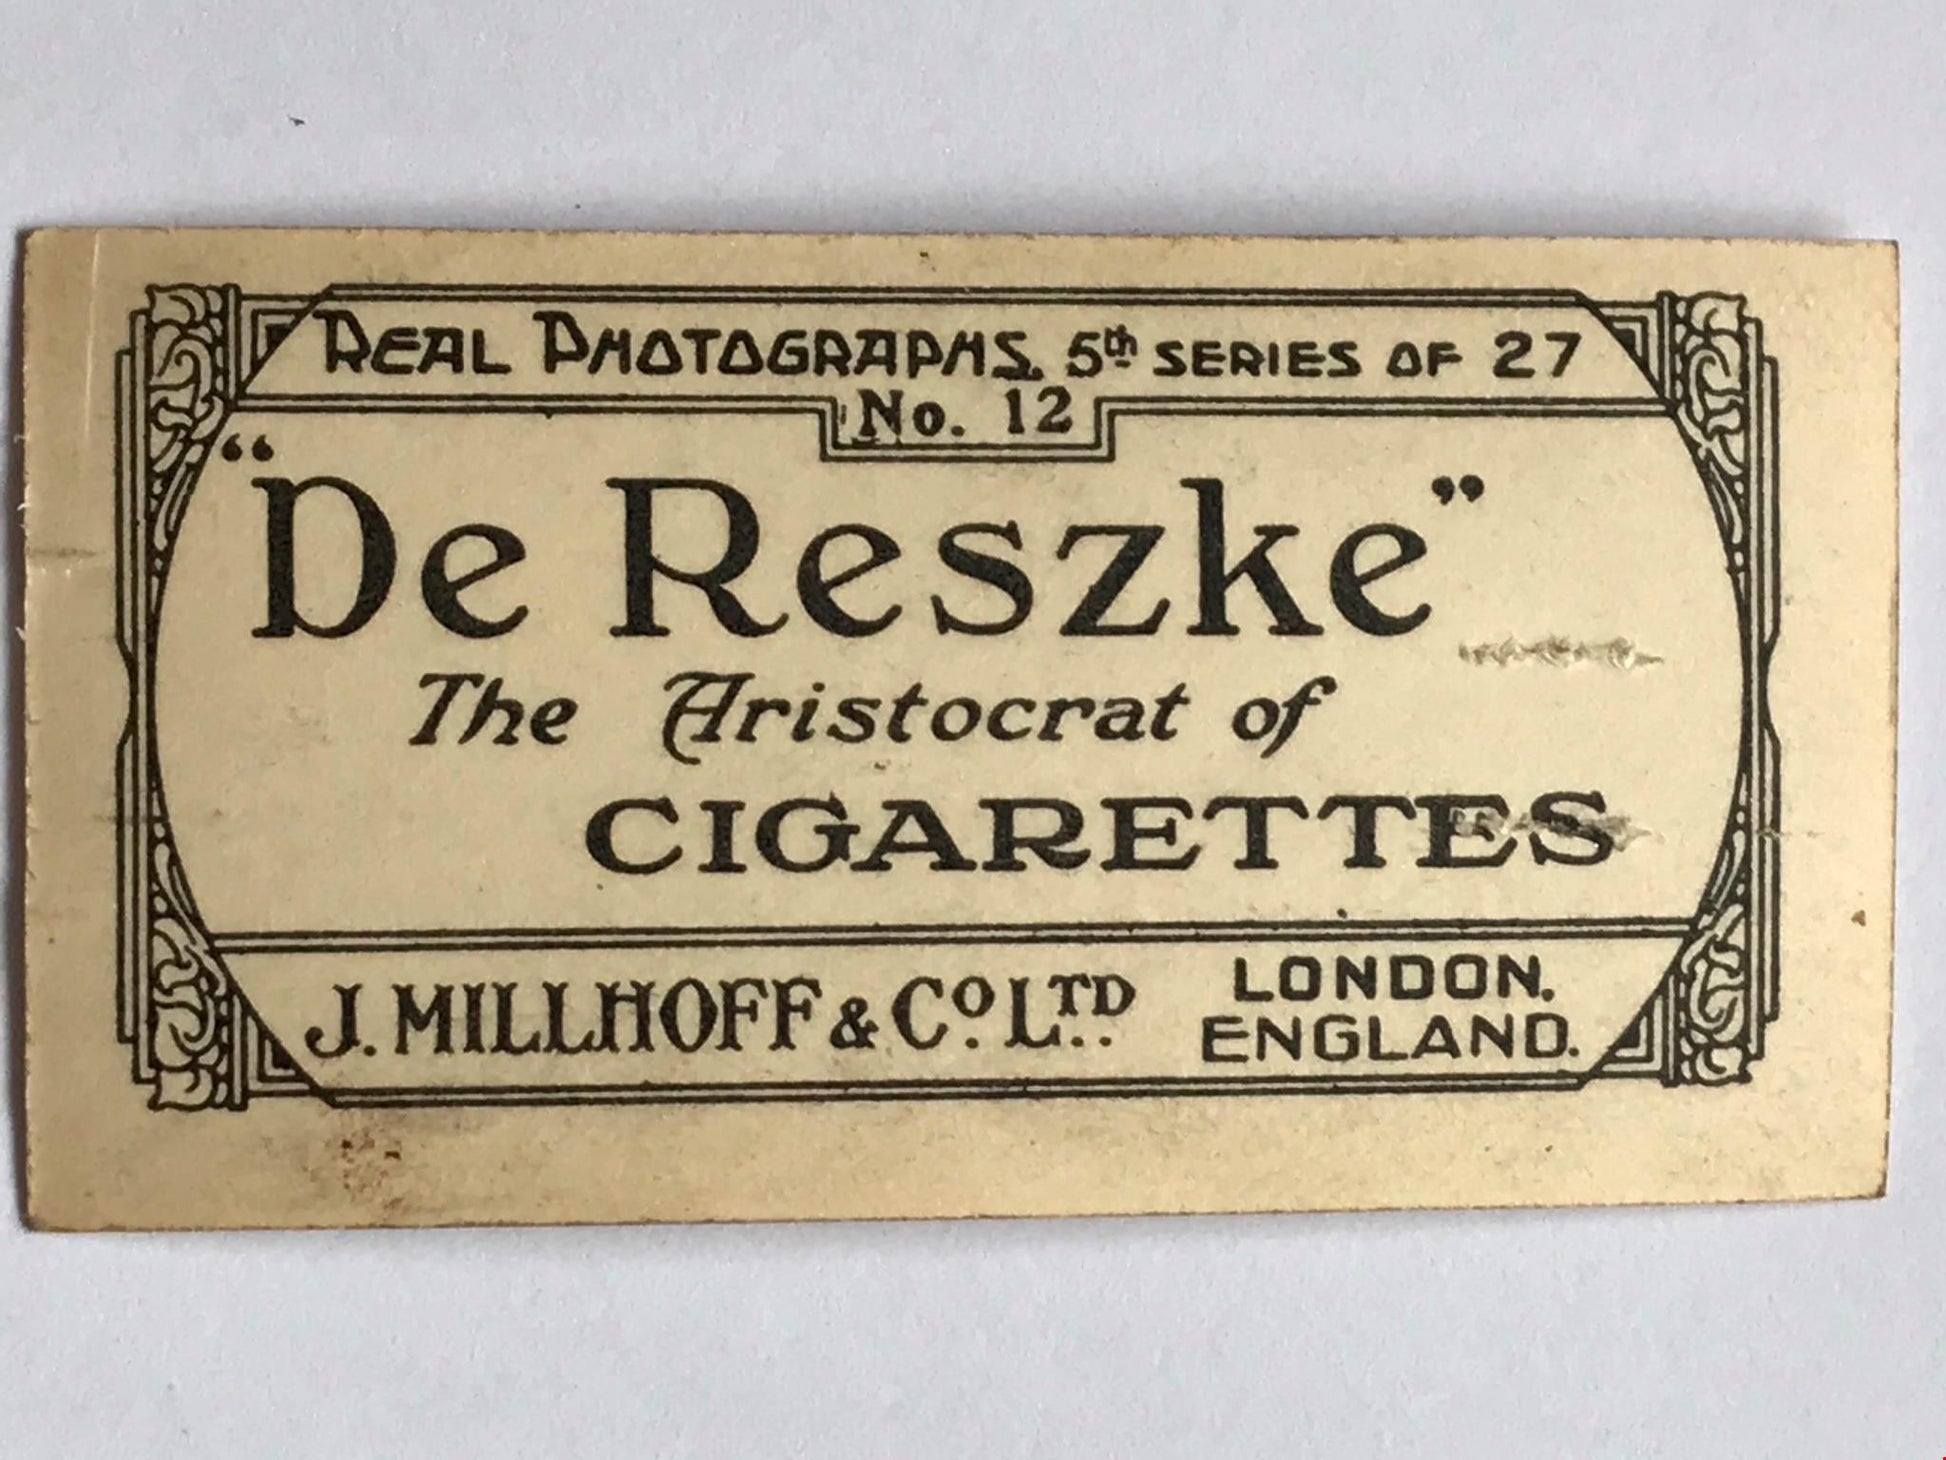 REAL PHOTOGRAPHS. 5th SERIES OF 27
No. 12
“De Reszke”
The Aristocrat of
CIGARETTES
J. MILLHOFF & Co. LTD.
LONDON.
ENGLAND.